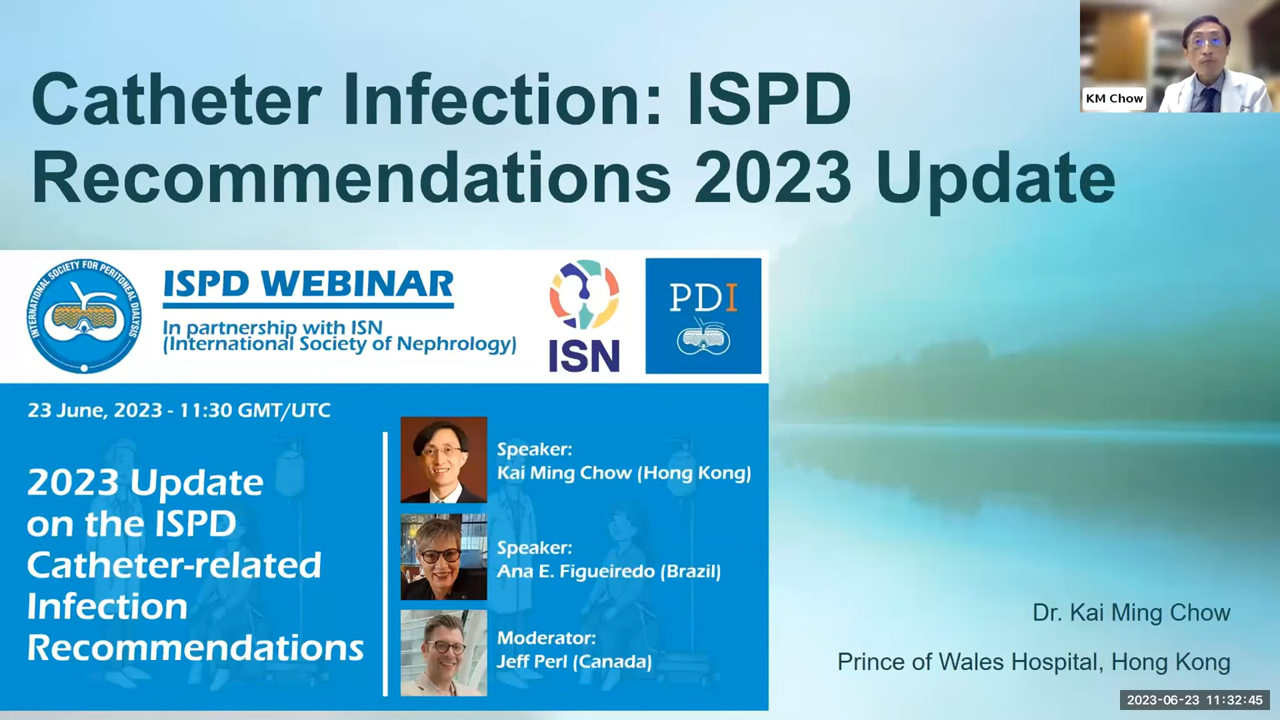 Catheter Infection: ISPD
Recommendations 2023 Update
KM Chow
INTERNATIONAL SOCIETY FOR PERITONEAL DIALYSIS
ISPD WEBINAR
In partnership with ISN
(International Society of Nephrology)
ISN
PDI
23 June, 2023 - 11:30 GMT/UTC
2023 Update
on the ISPD
Catheter-related
Infection
Recommendations
Speaker:
Kai Ming Chow (Hong Kong)
Speaker:
Ana E. Figueiredo (Brazil)
Moderator:
Jeff Perl (Canada)
Dr. Kai Ming Chow
Prince of Wales Hospital, Hong Kong
2023-06-23 11:32:45